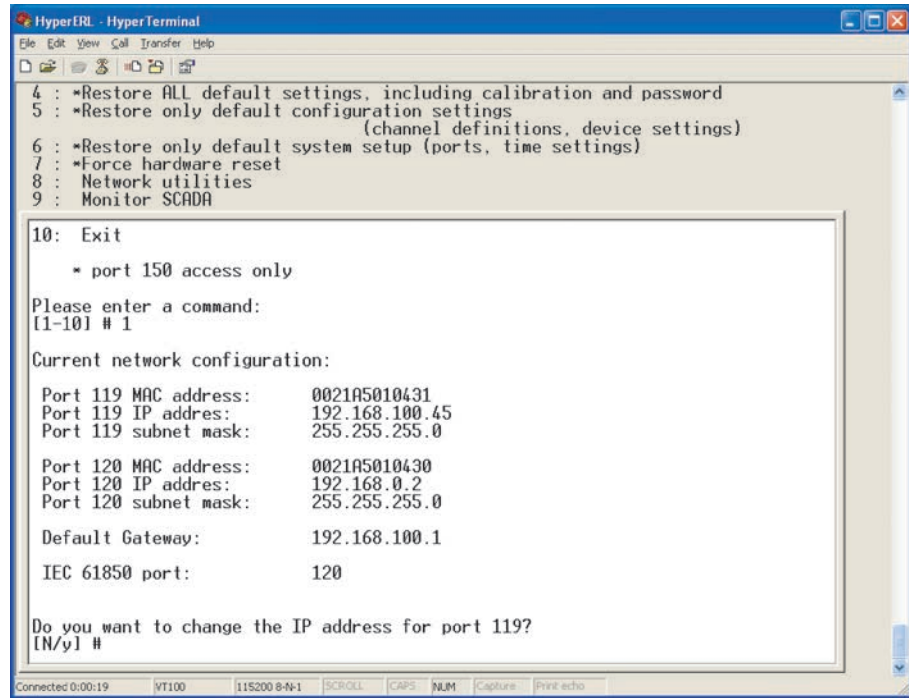 HyperERL - HyperTerminal
File Edit View Call Transfer Help
4 : *Restore ALL default settings, including calibration and password
5 : *Restore only default configuration settings
(channel definitions, device settings)
6 : *Restore only default system setup (ports, time settings)
7 : *Force hardware reset
8 : Network utilities
9 : Monitor SCADA
10: Exit
* port 150 access only
Please enter a command:
[1-10] # 1
Current network configuration:
Port 119 MAC address: 0021A5010431
Port 119 IP addres: 192.168.100.45
Port 119 subnet mask: 255.255.255.0
Port 120 MAC address: 0021A5010430
Port 120 IP addres: 192.168.0.2
Port 120 subnet mask: 255.255.255.0
Default Gateway: 192.168.100.1
IEC 61850 port: 120
Do you want to change the IP address for port 119?
[N/y] #
Connected 0:00:19 VT100 115200 8-N-1 SCROLL CAPS NUM Capture Print echo